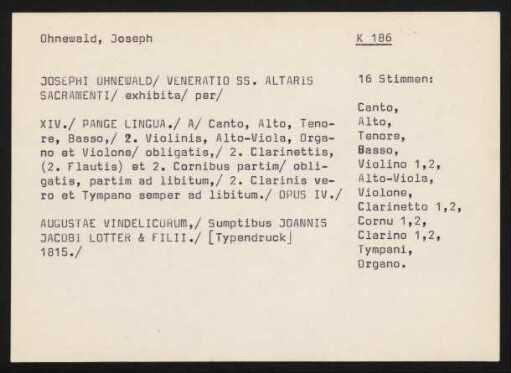 Ohnewald, Joseph
K 186
JOSEPHI OHNEWALD/ VENERATIO SS. ALTARIS
SACRAMENTI/ exhibita/ per/
XIV./ PANGE LINGUA./ A/ Canto, Alto, Teno-
re, Basso,/ 2. Violinis, Alto-Viola, Orga-
no et Violone/ obligatis,/ 2. Clarinettis,
(2. Flautis) et 2. Cornibus partim/ obli-
gatis, partim ad libitum,/ 2. Clarinis ve-
ro et Tympano semper ad libitum./ OPUS IV./
AUGUSTAE VINDELICORUM,/ Sumptibus JOANNIS
JACOBI LOTTER & FILII./ [Typendruck]
1815./
16 Stimmen:
Canto,
Alto,
Tenore,
Basso,
Violino 1,2,
Alto-Viola,
Violone,
Clarinetto 1,2,
Cornu 1,2,
Clarino 1,2,
Tympani,
Organo.